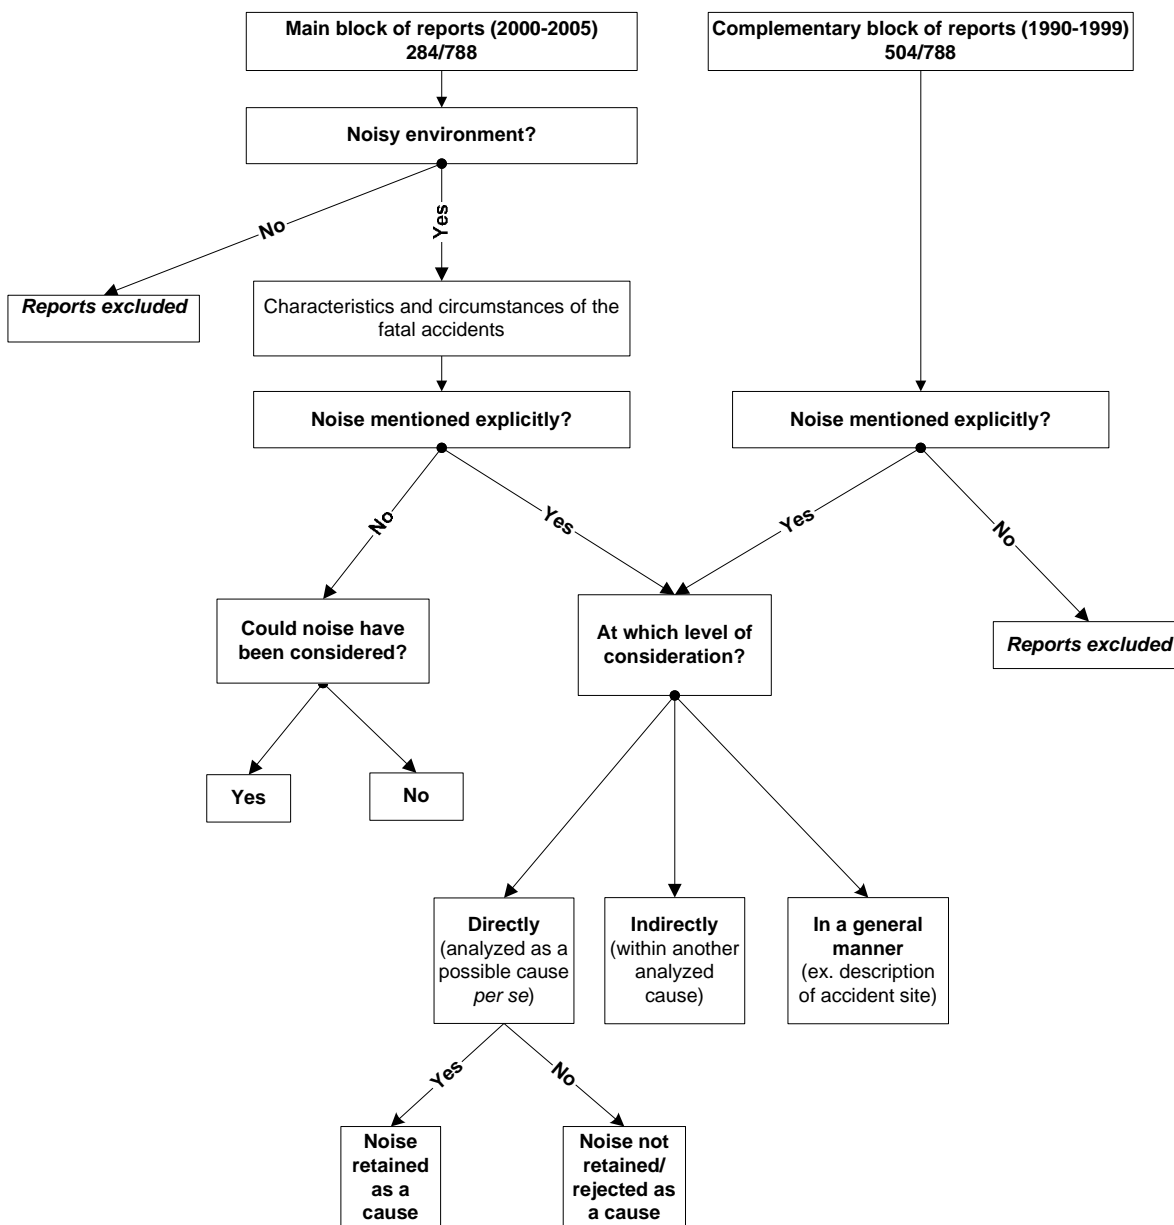 Main block of reports (2000-2005)
284/788
Complementary block of reports (1990-1999)
504/788
Noisy environment?
No
Yes
Reports excluded
Characteristics and circumstances of the
fatal accidents
Noise mentioned explicitly?
Noise mentioned explicitly?
No
Yes
Yes
No
Could noise have
been considered?
At which level of
consideration?
Reports excluded
Yes
No
Directly
(analyzed as a
possible cause
per se)
Indirectly
(within another
analyzed
cause)
In a general
manner
(ex. description
of accident site)
Yes
No
Noise
retained
as a
cause
Noise not
retained/
rejected as
a cause